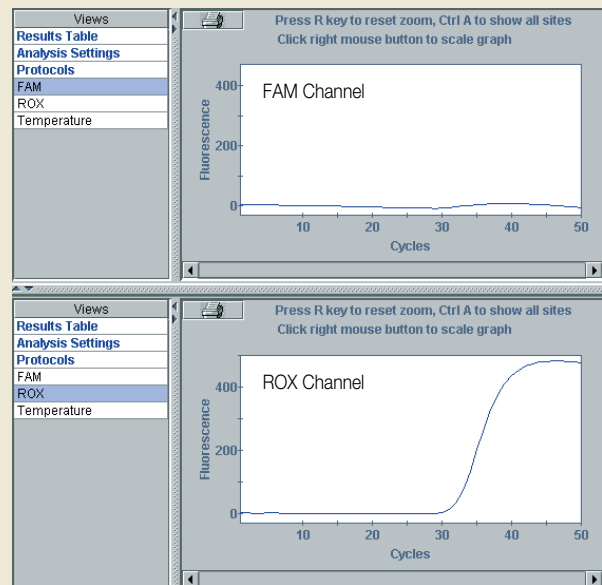 Views
Results Table
Analysis Settings
Protocols
FAM
ROX
Temperature
Press R key to reset zoom, Ctrl A to show all sites
Click right mouse button to scale graph
FAM Channel
Fluorescence
400
200
0
10 20 30 40 50
Cycles
Views
Results Table
Analysis Settings
Protocols
FAM
ROX
Temperature
Press R key to reset zoom, Ctrl A to show all sites
Click right mouse button to scale graph
ROX Channel
Fluorescence
400
200
0
10 20 30 40 50
Cycles